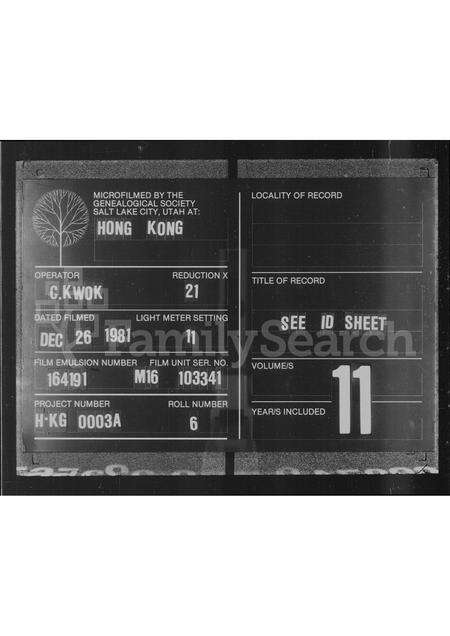 MICROFILMED BY THE
GENEALOGICAL SOCIETY
SALT LAKE CITY, UTAH AT:
HONG KONG
OPERATOR REDUCTION X
C.KWOK 21
DATED FILMED LIGHT METER SETTING
DEC 26 1981 11
FILM EMULSION NUMBER FILM UNIT SER. NO.
164191 M16 103341
PROJECT NUMBER ROLL NUMBER
H-KG 0003A 6
LOCALITY OF RECORD
TITLE OF RECORD
SEE ID SHEET
VOLUME/S
11
YEAR/S INCLUDED
FamilySearch